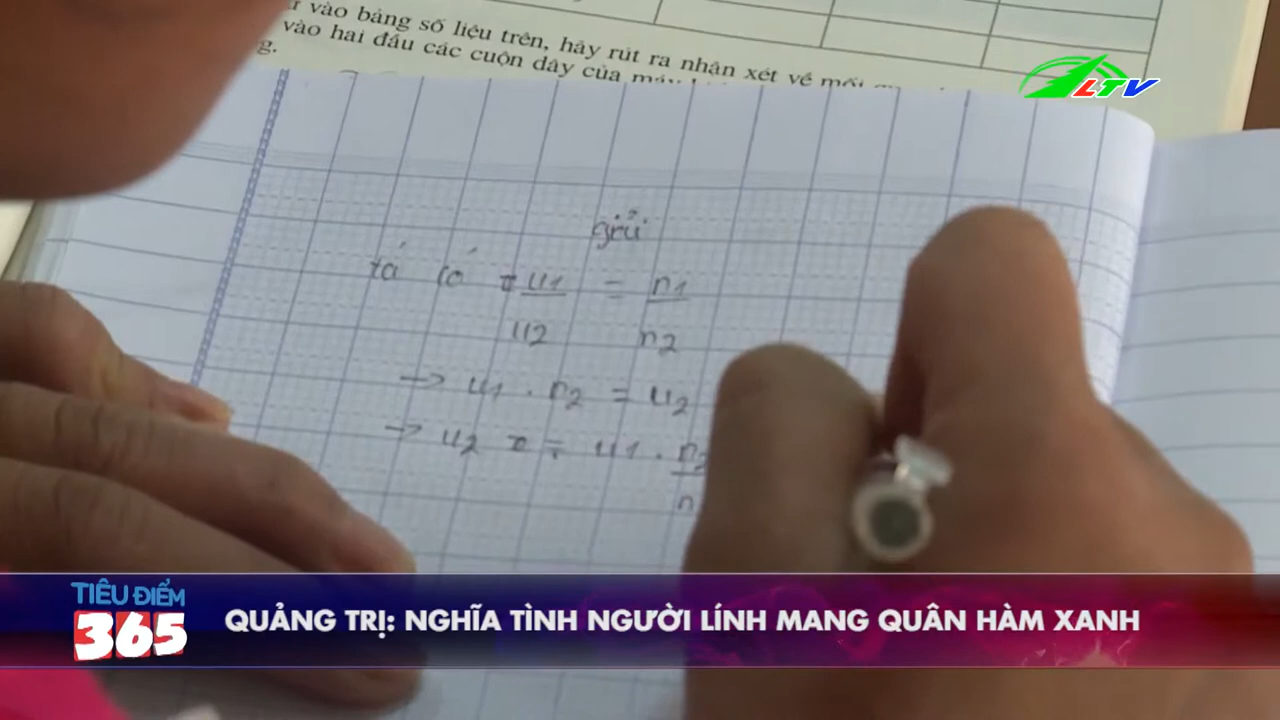 vào bảng số liệu trên, hãy rút ra nhận xét về mối
vào hai đầu các cuộn dây của máy
g.
LTV
giải
ta có u1 = n1
u2 n2
→ u1 . n2 = u2
→ u2 = u1 . n2
n
TIÊU ĐIỂM
365
QUẢNG TRỊ: NGHĨA TÌNH NGƯỜI LÍNH MANG QUÂN HÀM XANH